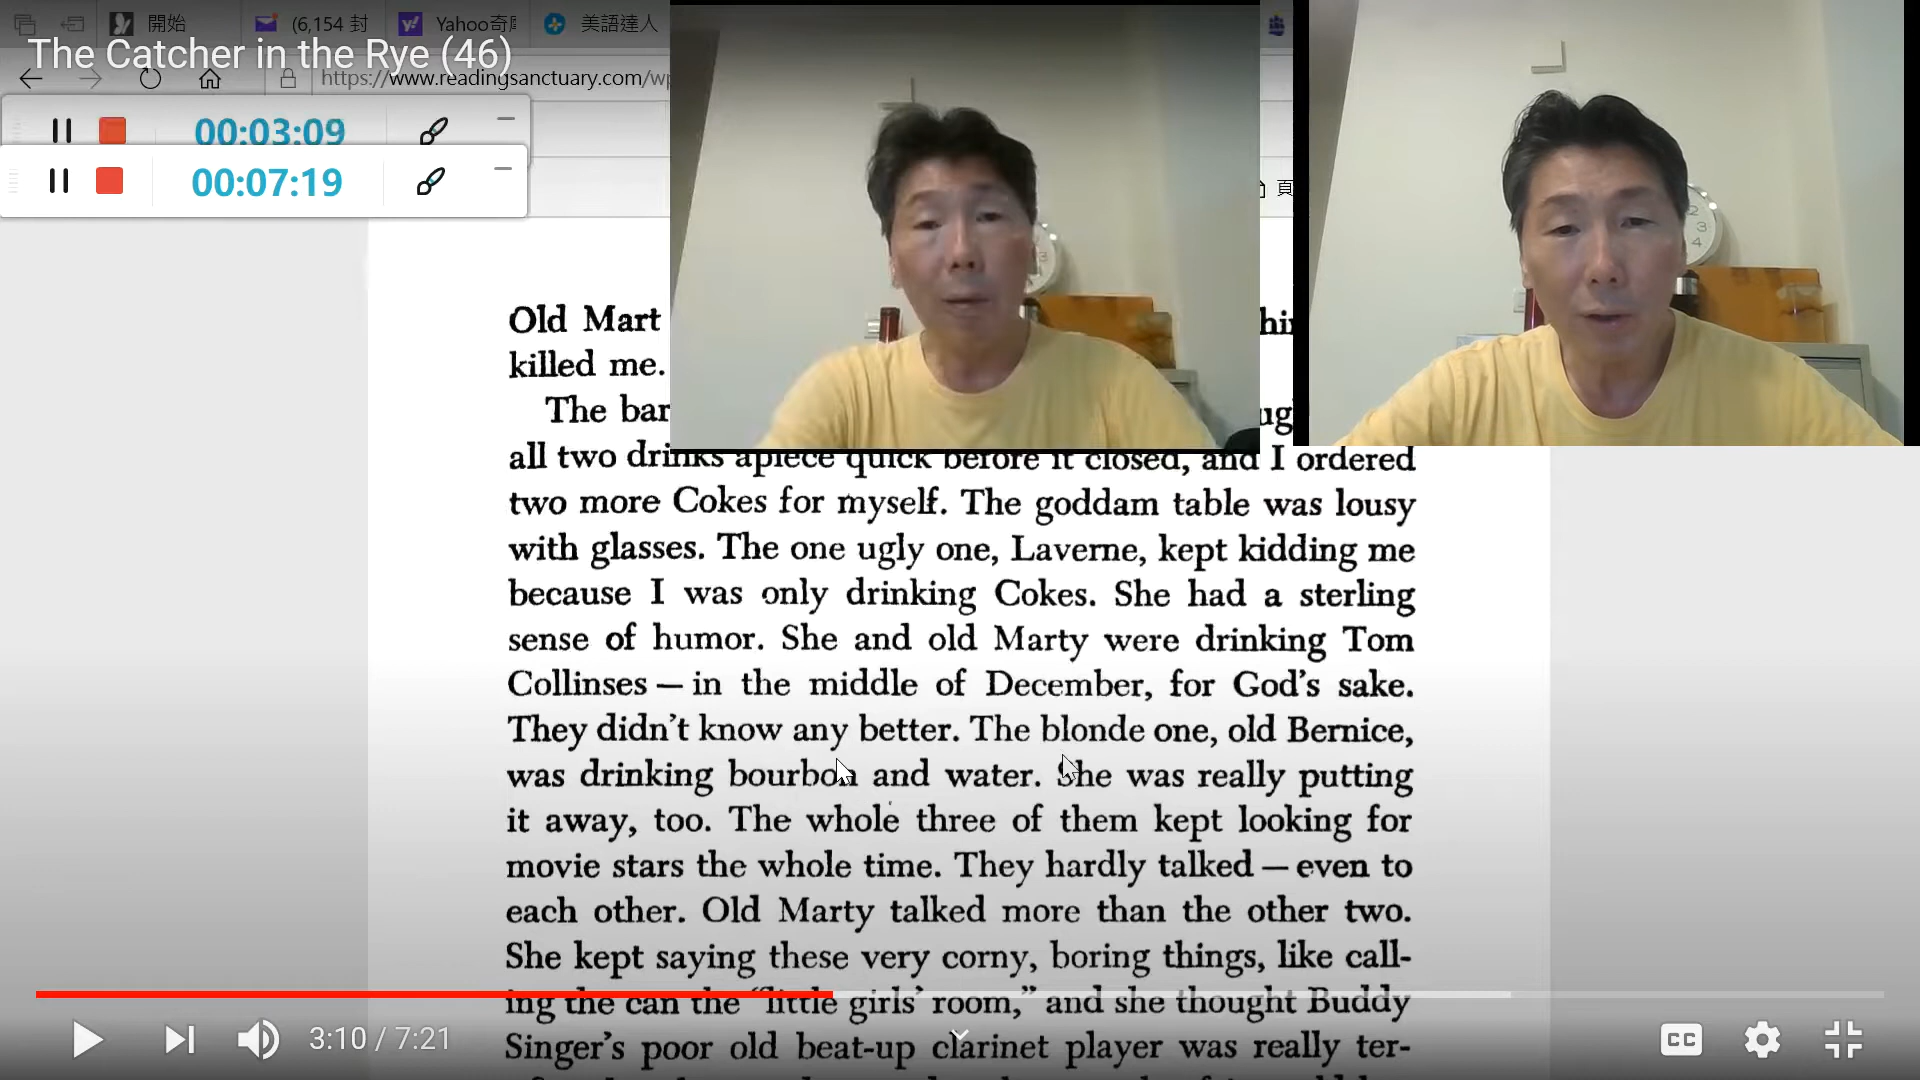 開始
(6,154 封
Yahoo奇
美語達人
The Catcher in the Rye (46)
https://www.readingsanctuary.com/wp
00:03:09
00:07:19
頁
Old Mart
killed me.
The bar
all two drinks apiece quick before it closed, and I ordered
two more Cokes for myself. The goddam table was lousy
with glasses. The one ugly one, Laverne, kept kidding me
because I was only drinking Cokes. She had a sterling
sense of humor. She and old Marty were drinking Tom
Collinses — in the middle of December, for God's sake.
They didn't know any better. The blonde one, old Bernice,
was drinking bourbon and water. She was really putting
it away, too. The whole three of them kept looking for
movie stars the whole time. They hardly talked — even to
each other. Old Marty talked more than the other two.
She kept saying these very corny, boring things, like call-
ing the can the "little girls' room," and she thought Buddy
Singer's poor old beat-up clarinet player was really ter-
3:10 / 7:21
CC
2
3
4